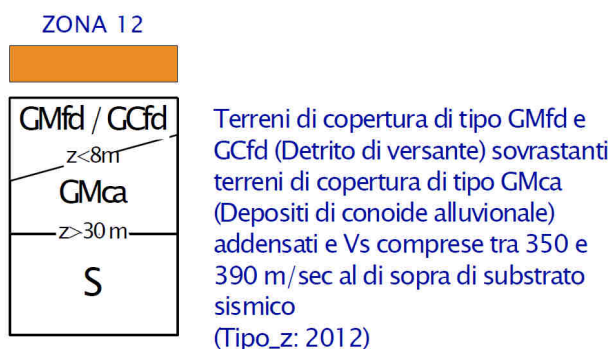 ZONA 12
GMfd / GCfd
z<8m
GMca
z>30 m
S
Terreni di copertura di tipo GMfd e
GCfd (Detrito di versante) sovrastanti
terreni di copertura di tipo GMca
(Depositi di conoide alluvionale)
addensati e Vs comprese tra 350 e
390 m/sec al di sopra di substrato
sismico
(Tipo_z: 2012)